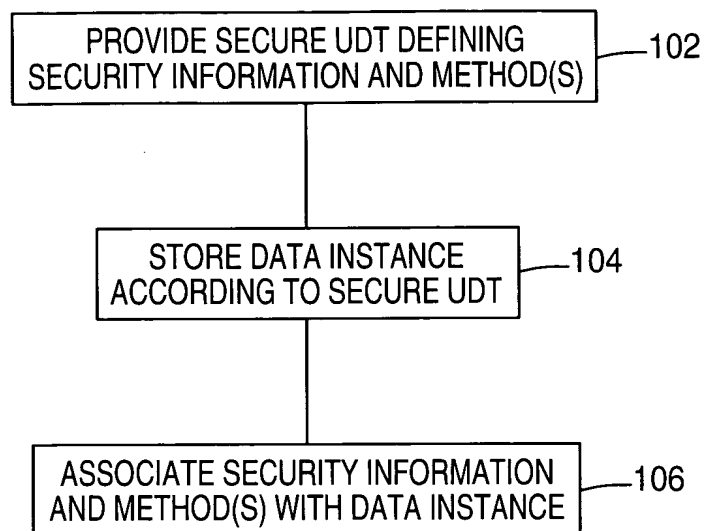 PROVIDE SECURE UDT DEFINING
SECURITY INFORMATION AND METHOD(S)
102
STORE DATA INSTANCE
ACCORDING TO SECURE UDT
104
ASSOCIATE SECURITY INFORMATION
AND METHOD(S) WITH DATA INSTANCE
106